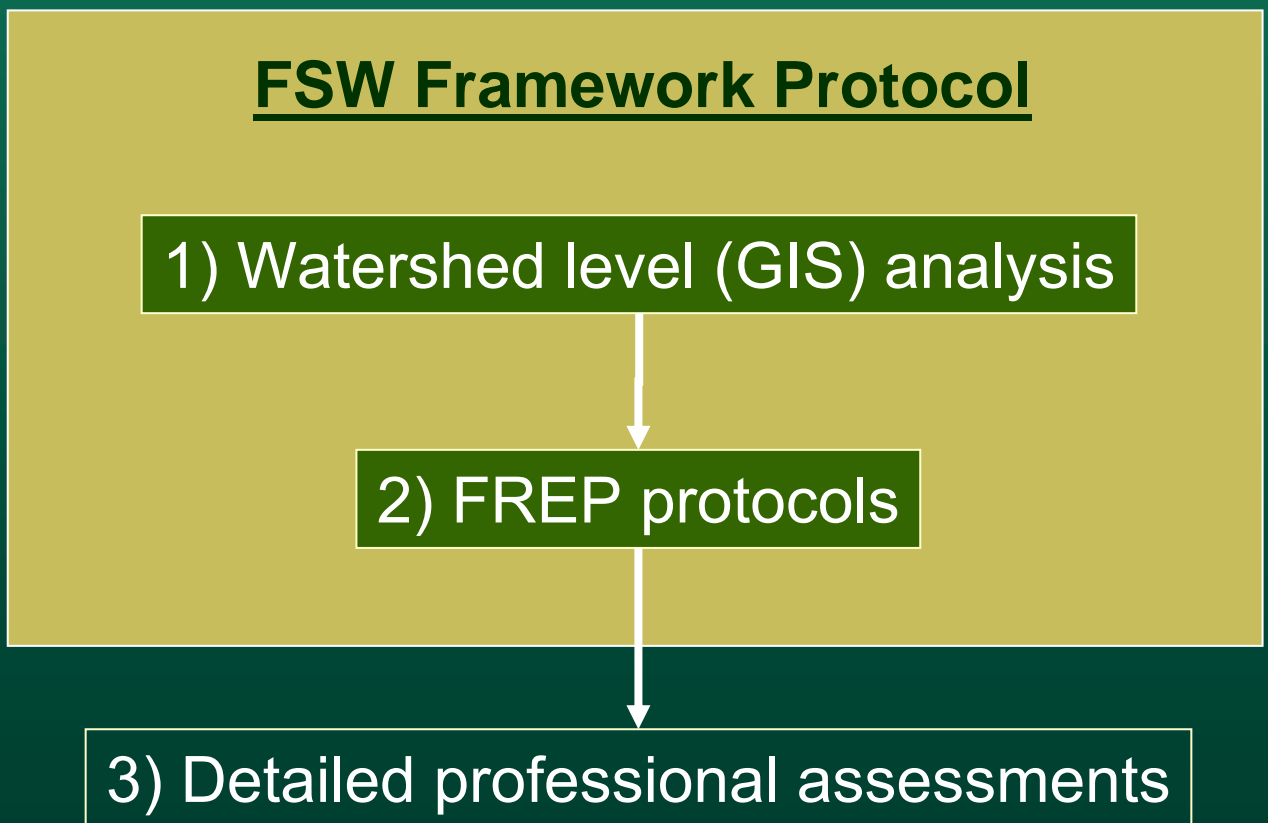 FSW Framework Protocol
1) Watershed level (GIS) analysis
2) FREP protocols
3) Detailed professional assessments